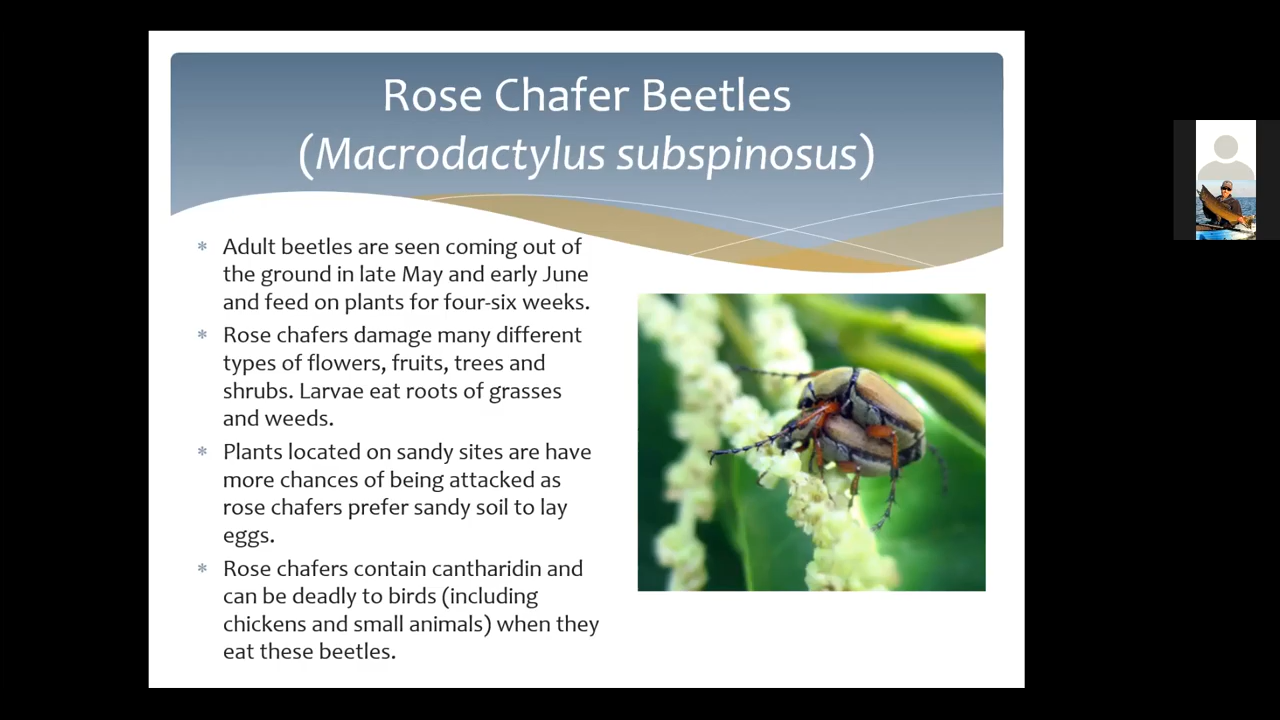 Rose Chafer Beetles
(Macrodactylus subspinosus)
* Adult beetles are seen coming out of
the ground in late May and early June
and feed on plants for four-six weeks.
* Rose chafers damage many different
types of flowers, fruits, trees and
shrubs. Larvae eat roots of grasses
and weeds.
* Plants located on sandy sites are have
more chances of being attacked as
rose chafers prefer sandy soil to lay
eggs.
* Rose chafers contain cantharidin and
can be deadly to birds (including
chickens and small animals) when they
eat these beetles.